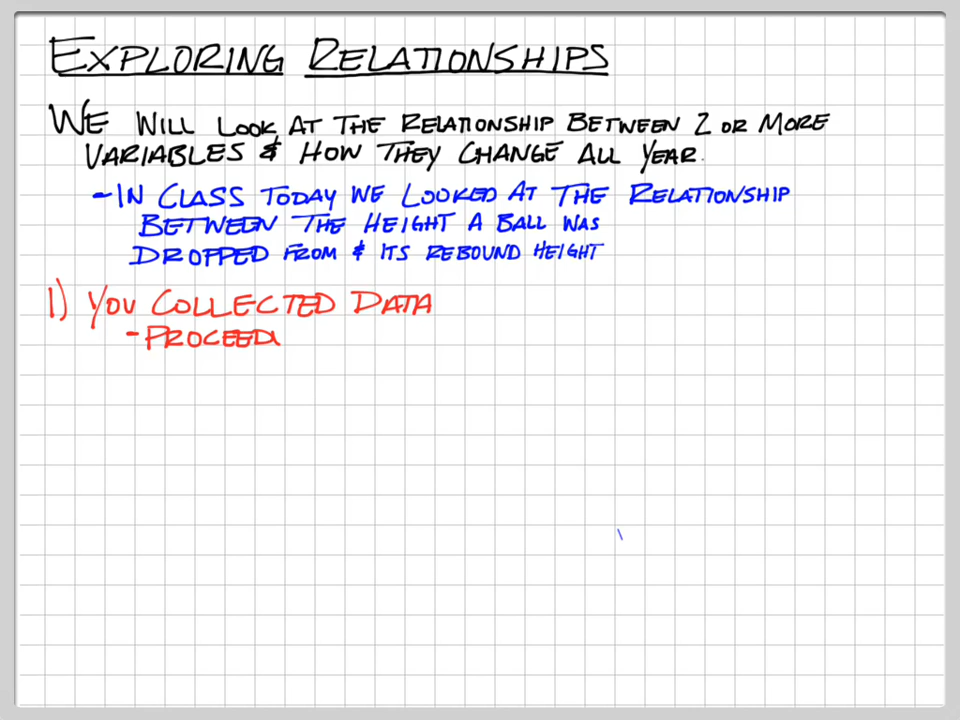 EXPLORING RELATIONSHIPS
WE WILL LOOK AT THE RELATIONSHIP BETWEEN 2 OR MORE
VARIABLES & HOW THEY CHANGE ALL YEAR.
- IN CLASS TODAY WE LOOKED AT THE RELATIONSHIP
BETWEEN THE HEIGHT A BALL WAS
DROPPED FROM & ITS REBOUND HEIGHT
1) YOU COLLECTED DATA
- PROCEEDU